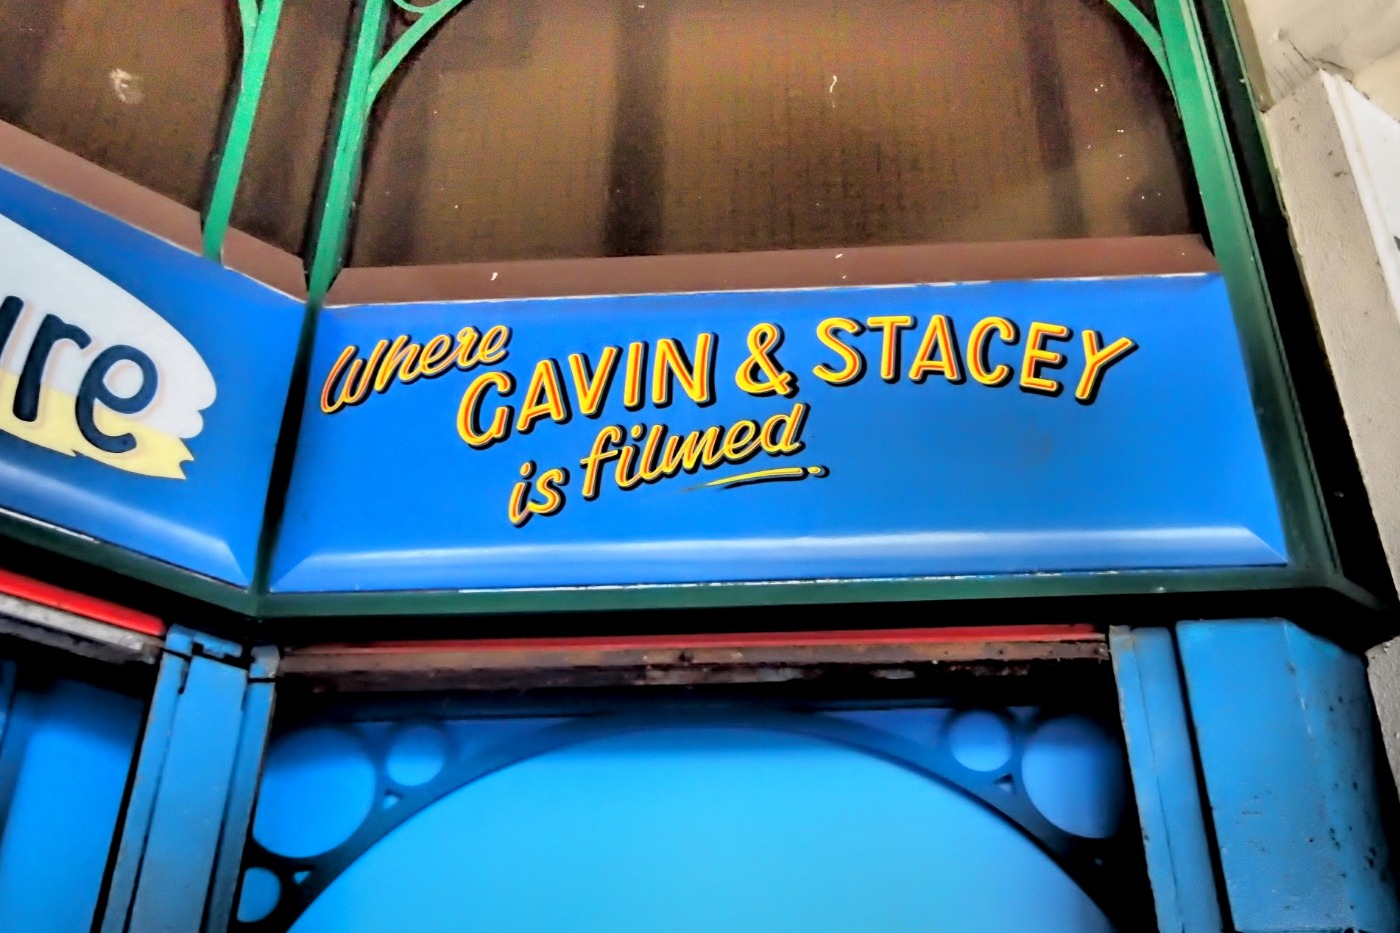 Where
GAVIN & STACEY
is filmed